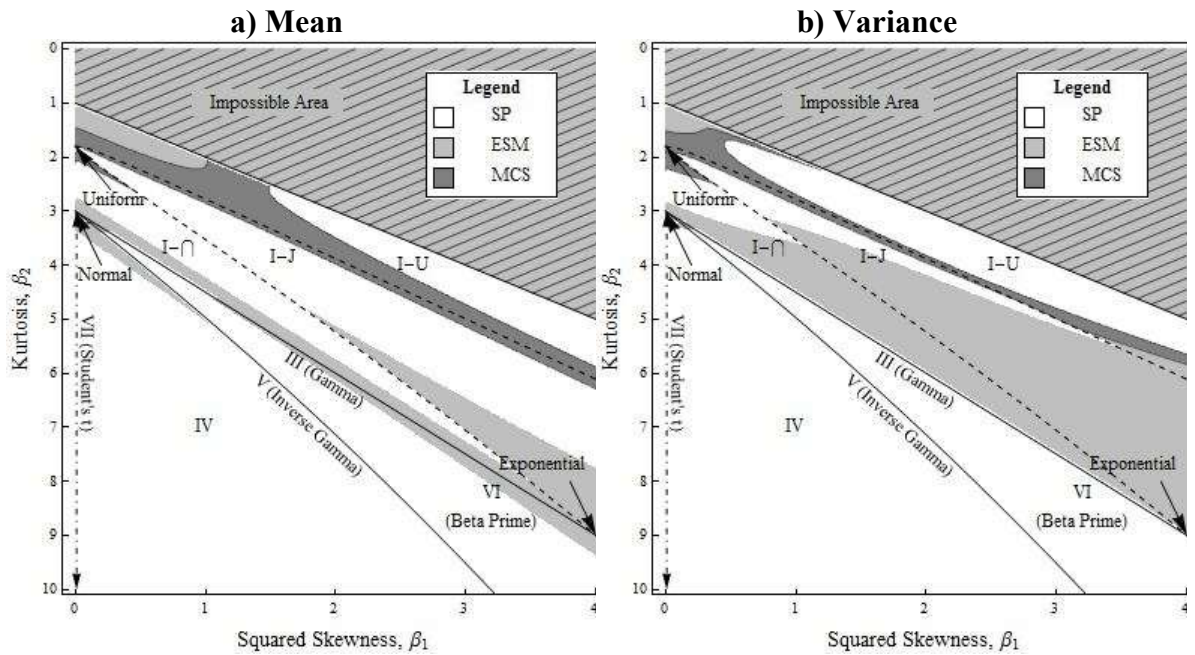 a) Mean
0
1
2
3
4
5
6
7
8
9
10
Kurtosis, β2
Impossible Area
Legend
SP
ESM
MCS
Uniform
Normal
I–∩
I–J
I–U
VII (Student's t)
III (Gamma)
V (Inverse Gamma)
IV
Exponential
VI
(Beta Prime)
0
1
2
3
4
Squared Skewness, β1
b) Variance
0
1
2
3
4
5
6
7
8
9
10
Kurtosis, β2
Impossible Area
Legend
SP
ESM
MCS
Uniform
Normal
I–∩
I–J
I–U
VII (Student's t)
III (Gamma)
V (Inverse Gamma)
IV
Exponential
VI
(Beta Prime)
0
1
2
3
4
Squared Skewness, β1